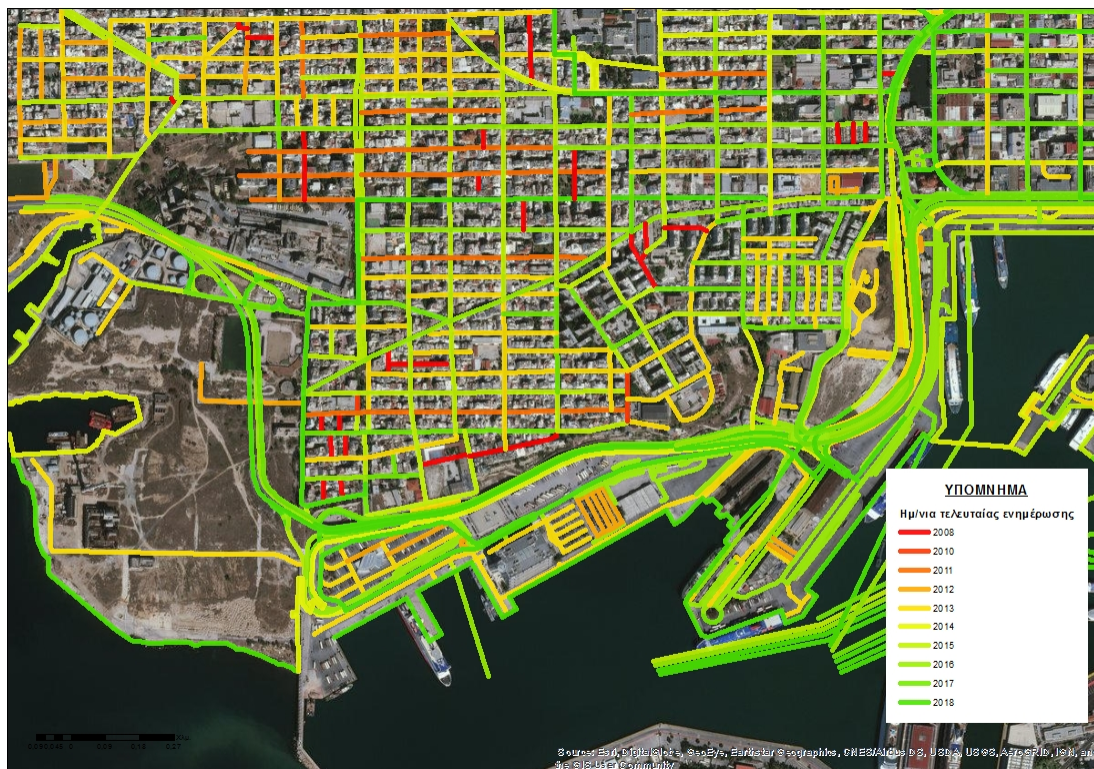 ΥΠΟΜΝΗΜΑ
Ημ/νια τελευταίας ενημέρωσης
2008
2010
2011
2012
2013
2014
2015
2016
2017
2018
Source: Esri, DigitalGlobe, GeoEye, Earthstar Geographics, CNES/Airbus DS, USDA, USGS, AeroGRID, IGN, an
the GIS User Community